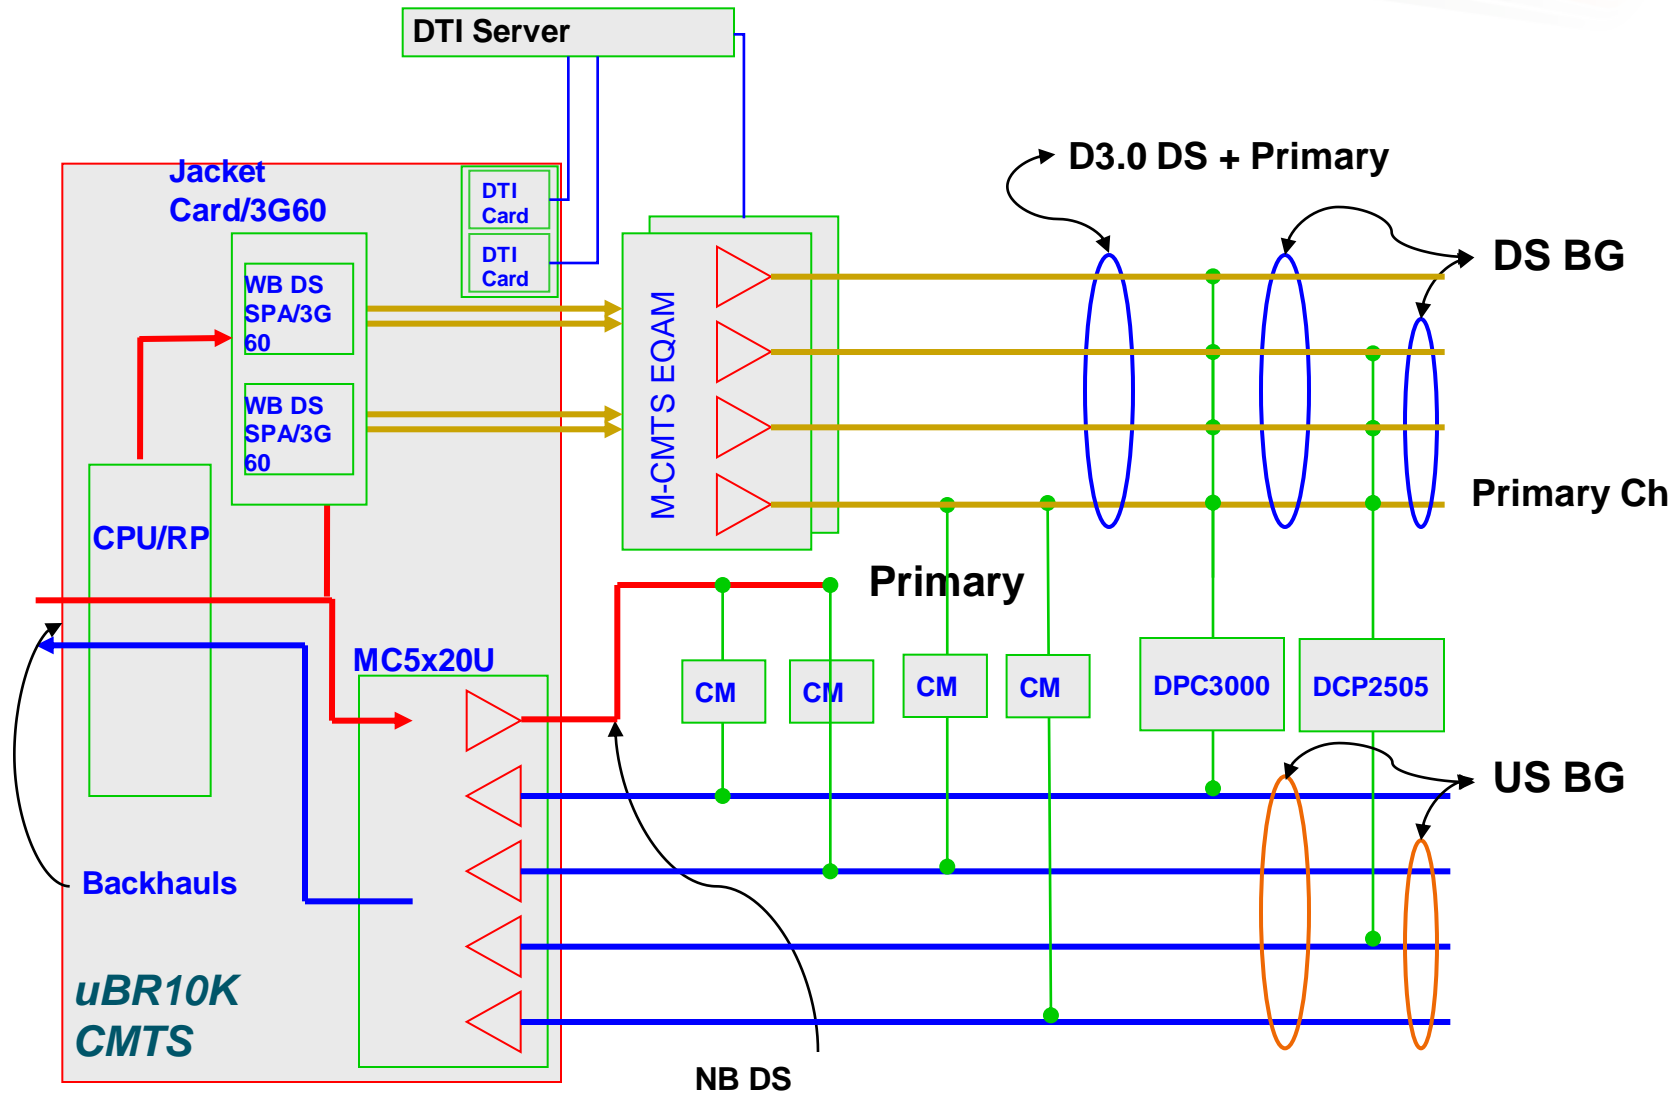 DTI Server
D3.0 DS + Primary
Jacket
Card/3G60
DTI
Card
DTI
Card
DS BG
WB DS
SPA/3G
60
WB DS
SPA/3G
60
M-CMTS EQAM
Primary Ch
CPU/RP
Primary
MC5x20U
CM
CM
CM
CM
DPC3000
DCP2505
US BG
Backhauls
uBR10K
CMTS
NB DS